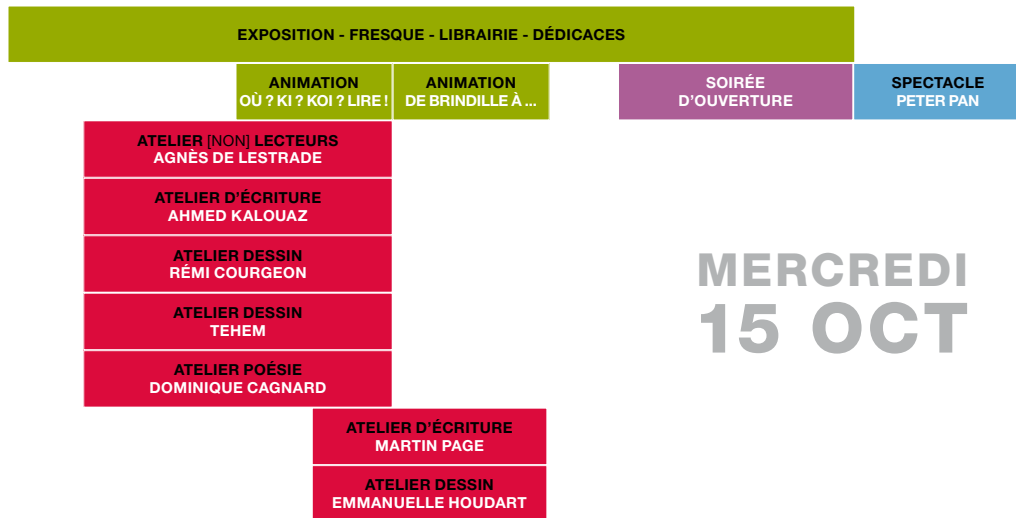 EXPOSITION - FRESQUE - LIBRAIRIE - DÉDICACES
ANIMATION
OÙ ? KI ? KOI ? LIRE !
ANIMATION
DE BRINDILLE À ...
SOIRÉE
D'OUVERTURE
SPECTACLE
PETER PAN
ATELIER [NON] LECTEURS
AGNÈS DE LESTRADE
ATELIER D'ÉCRITURE
AHMED KALOUAZ
ATELIER DESSIN
RÉMI COURGEON
ATELIER DESSIN
TEHEM
ATELIER POÉSIE
DOMINIQUE CAGNARD
ATELIER D'ÉCRITURE
MARTIN PAGE
ATELIER DESSIN
EMMANUELLE HOUDART
MERCREDI
15 OCT